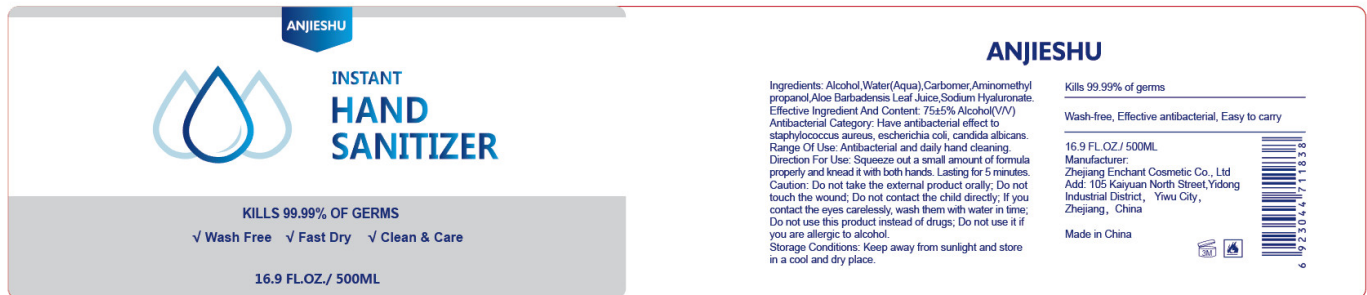 ANJIESHU
INSTANT
HAND
SANITIZER
KILLS 99.99% OF GERMS
√ Wash Free √ Fast Dry √ Clean & Care
16.9 FL.OZ./ 500ML
ANJIESHU
Ingredients: Alcohol,Water(Aqua),Carbomer,Aminomethyl
propanol,Aloe Barbadensis Leaf Juice,Sodium Hyaluronate.
Effective Ingredient And Content: 75±5% Alcohol(V/V)
Antibacterial Category: Have antibacterial effect to
staphylococcus aureus, escherichia coli, candida albicans.
Range Of Use: Antibacterial and daily hand cleaning.
Direction For Use: Squeeze out a small amount of formula
properly and knead it with both hands. Lasting for 5 minutes.
Caution: Do not take the external product orally; Do not
touch the wound; Do not contact the child directly; If you
contact the eyes carelessly, wash them with water in time;
Do not use this product instead of drugs; Do not use it if
you are allergic to alcohol.
Storage Conditions: Keep away from sunlight and store
in a cool and dry place.
Kills 99.99% of germs
Wash-free, Effective antibacterial, Easy to carry
16.9 FL.OZ./ 500ML
Manufacturer:
Zhejiang Enchant Cosmetic Co., Ltd
Add: 105 Kaiyuan North Street,Yidong
Industrial District, Yiwu City,
Zhejiang, China
Made in China
3M
6 923044 711838